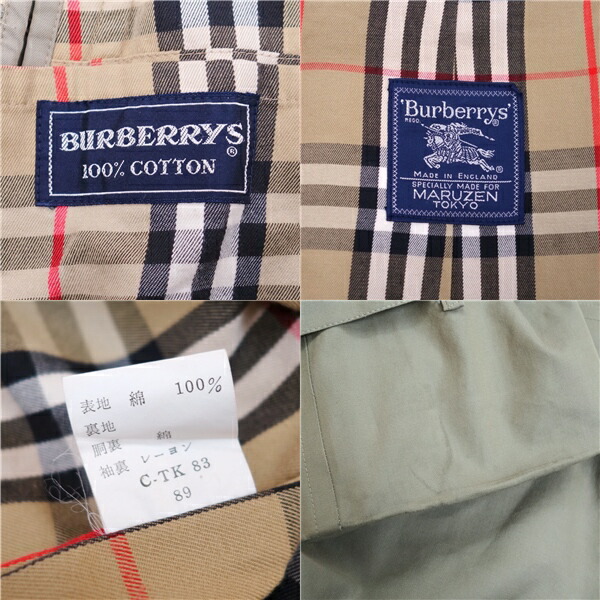 BURBERRYS®
100% COTTON
'Burberrys'®
REGD
MADE IN ENGLAND
SPECIALLY MADE FOR
MARUZEN
TOKYO
表地 綿 100%
裏地
胴裏 綿
袖裏 レーヨン
C-TK 83
89